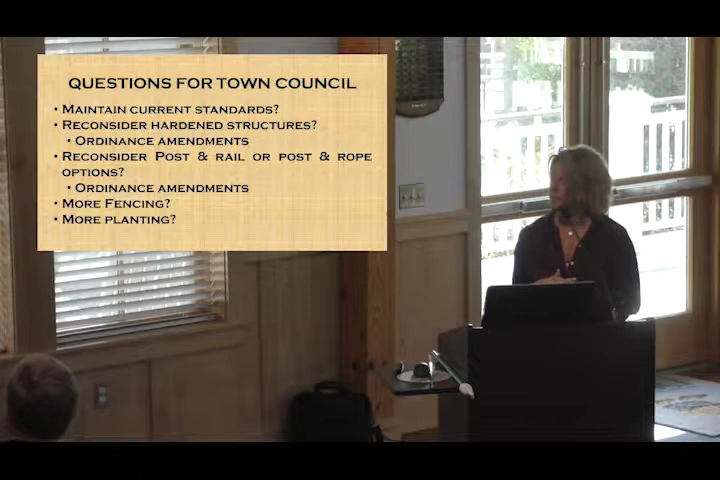 QUESTIONS FOR TOWN COUNCIL
• MAINTAIN CURRENT STANDARDS?
• RECONSIDER HARDENED STRUCTURES?
• ORDINANCE AMENDMENTS
• RECONSIDER POST & RAIL OR POST & ROPE
OPTIONS?
• ORDINANCE AMENDMENTS
• MORE FENCING?
• MORE PLANTING?